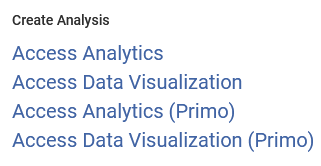 Create Analysis
Access Analytics
Access Data Visualization
Access Analytics (Primo)
Access Data Visualization (Primo)